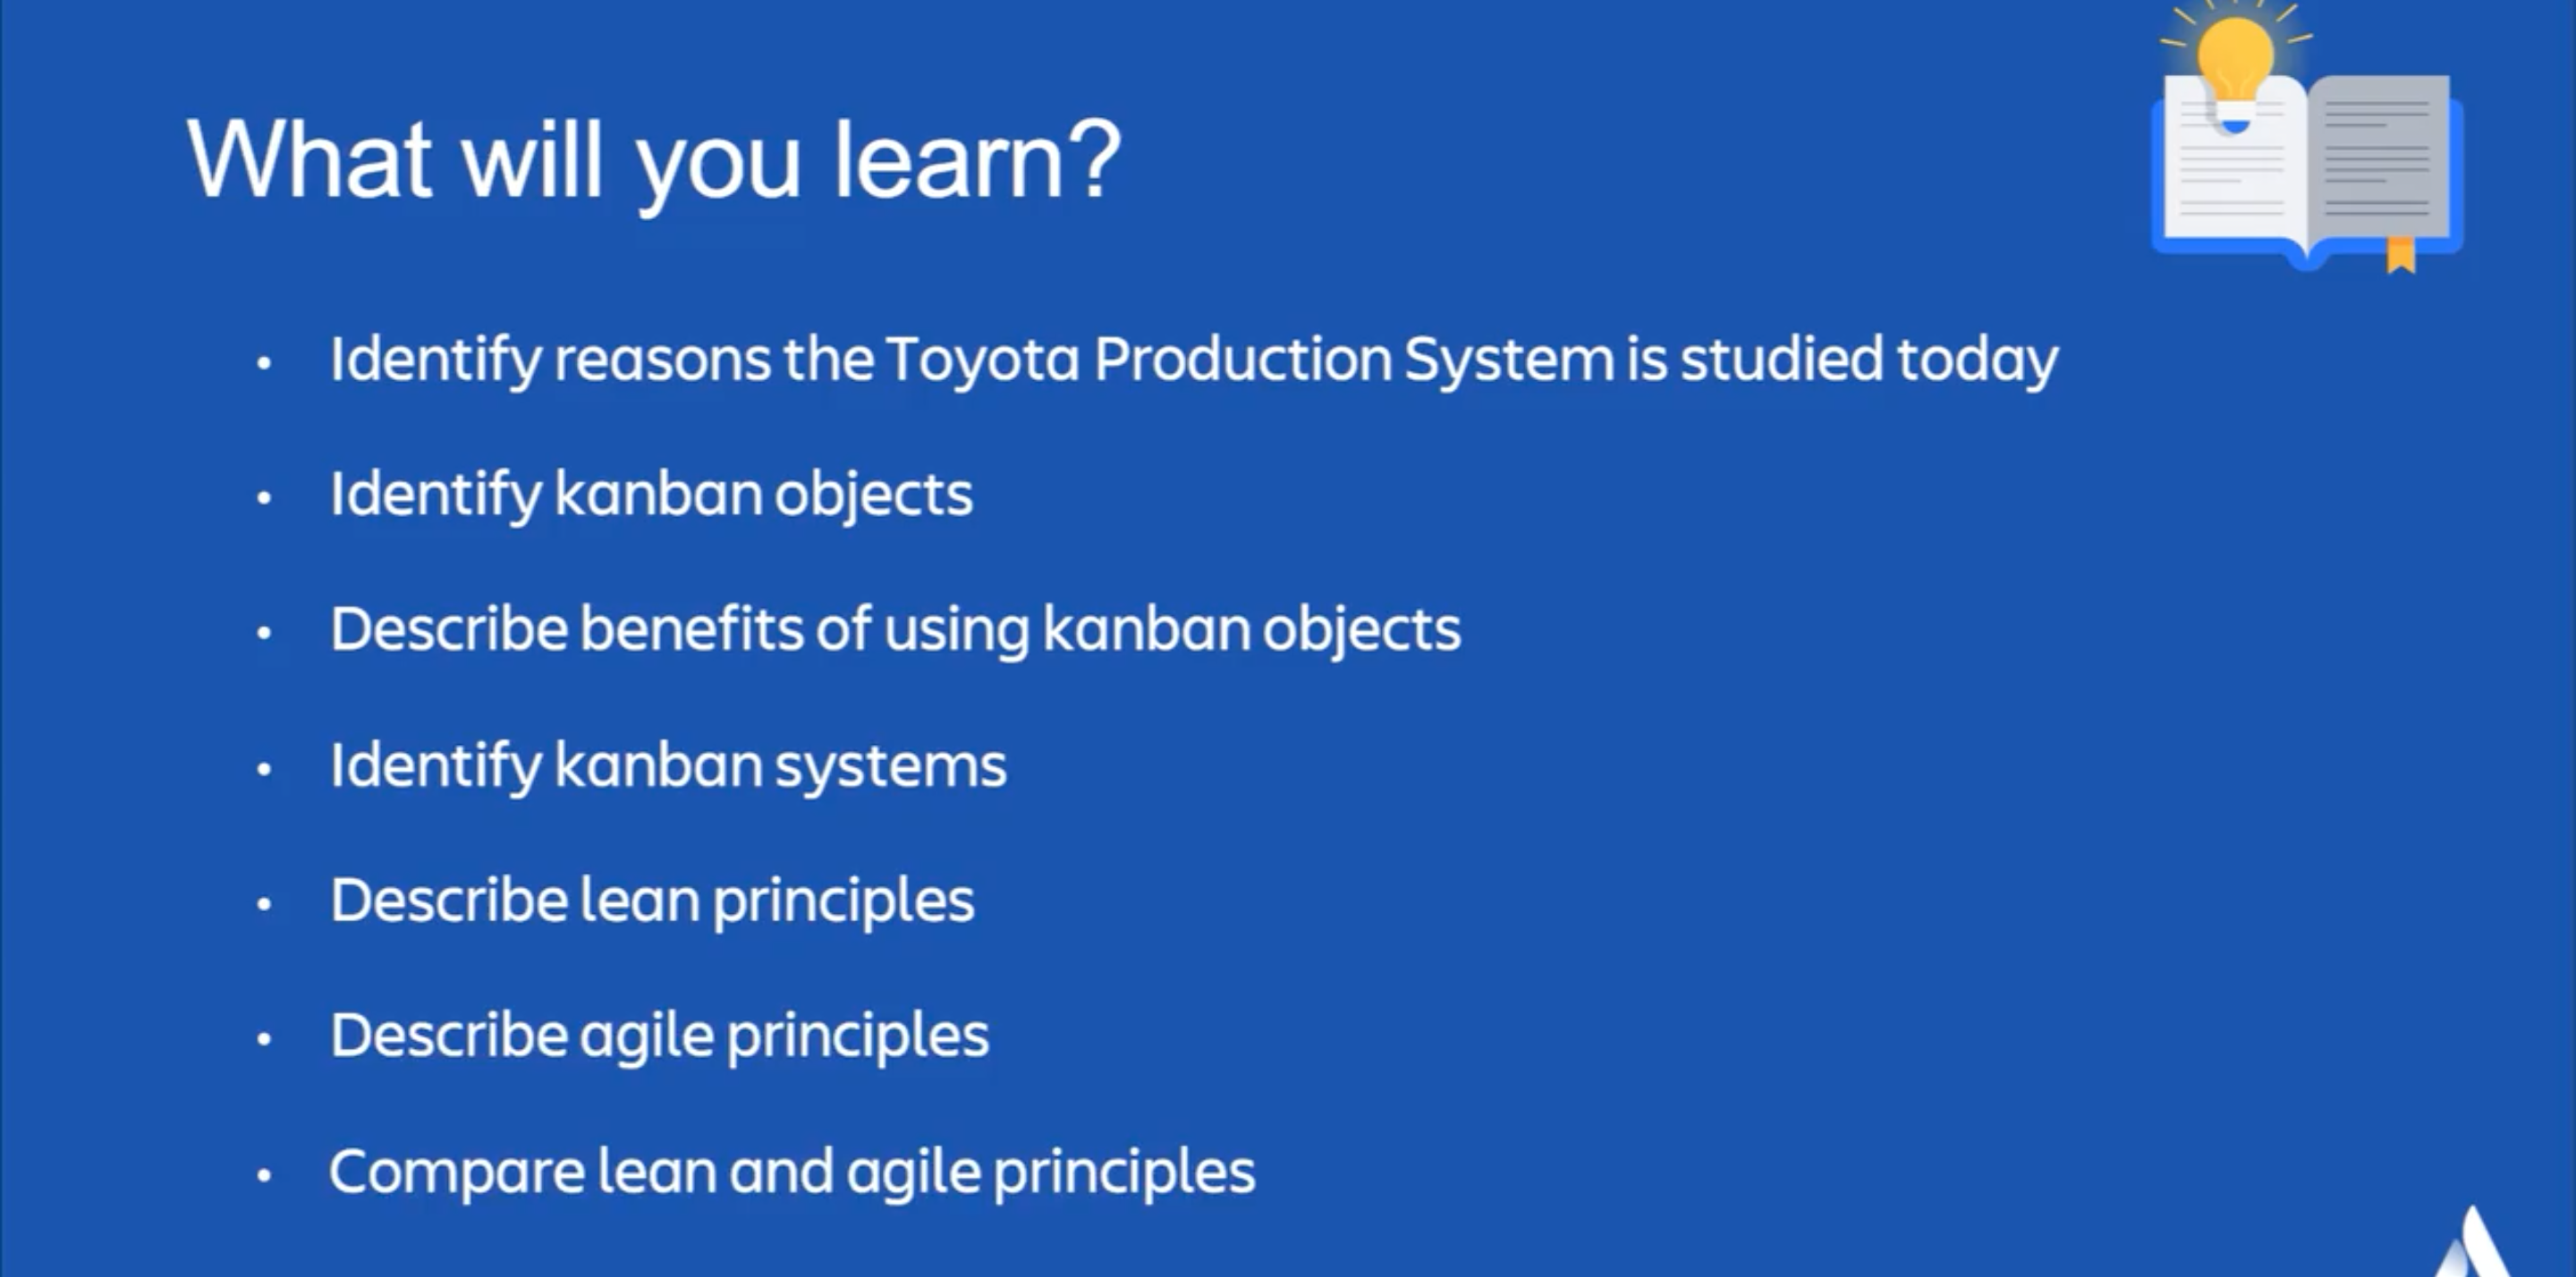 What will you learn?
• Identify reasons the Toyota Production System is studied today
• Identify kanban objects
• Describe benefits of using kanban objects
• Identify kanban systems
• Describe lean principles
• Describe agile principles
• Compare lean and agile principles